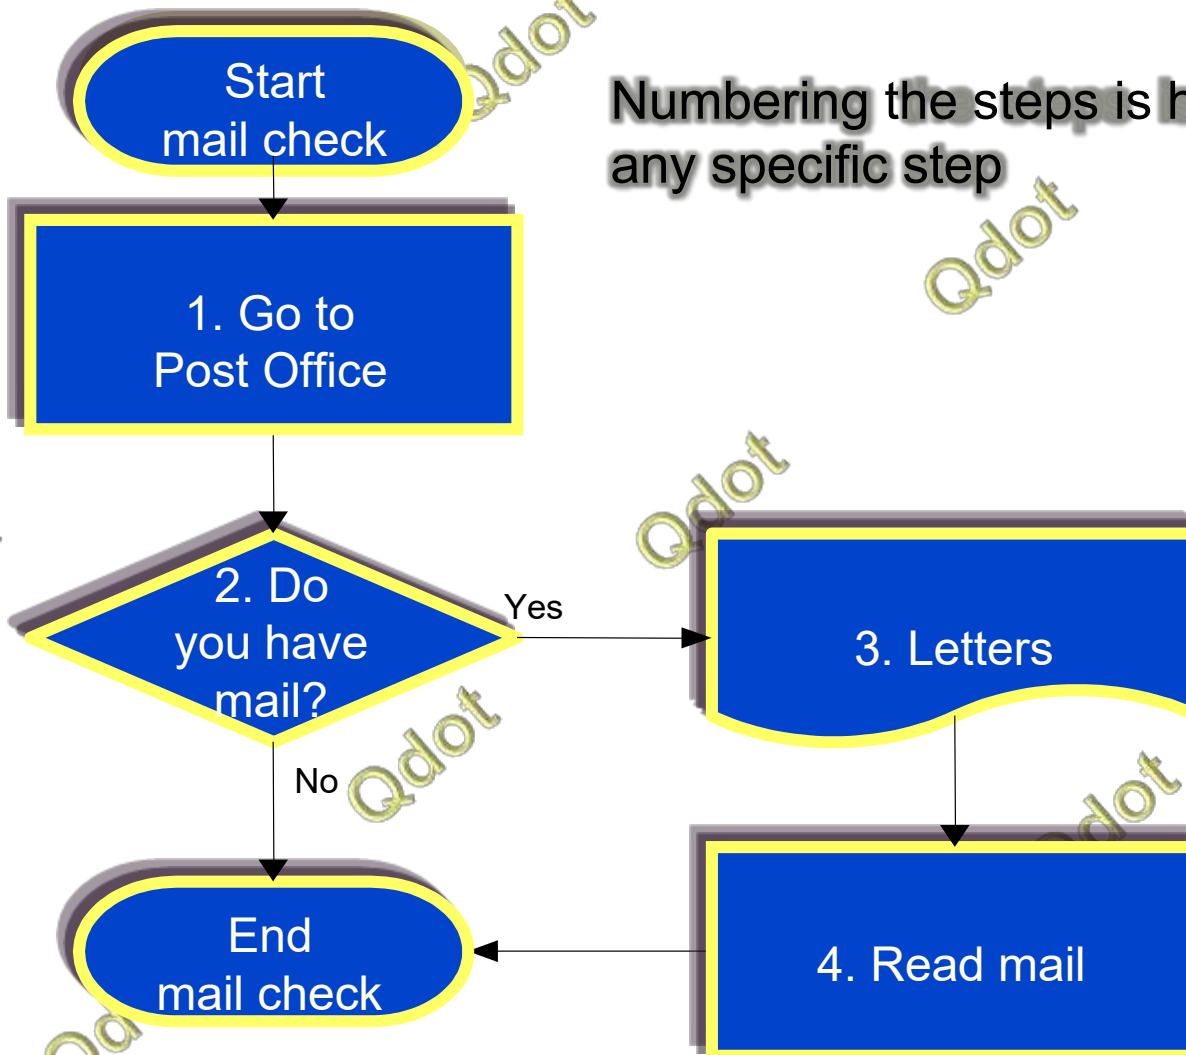 Start
mail check
Numbering the steps is
any specific step
1. Go to
Post Office
2. Do
you have
mail?
Yes
3. Letters
No
4. Read mail
End
mail check
Qdot
Qdot
Qdot
Qdot